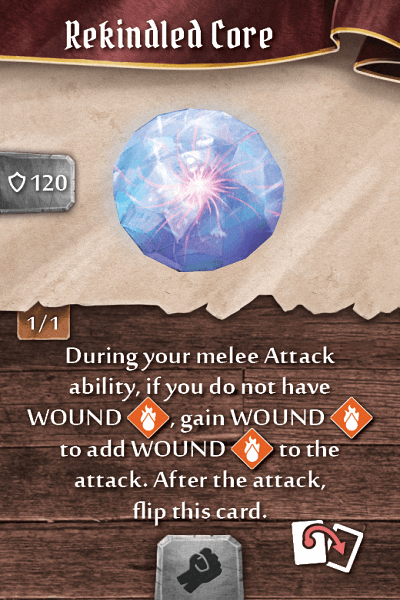 Rekindled Core
120
1/1
During your melee Attack
ability, if you do not have
WOUND, gain WOUND
to add WOUND to the
attack. After the attack,
flip this card.